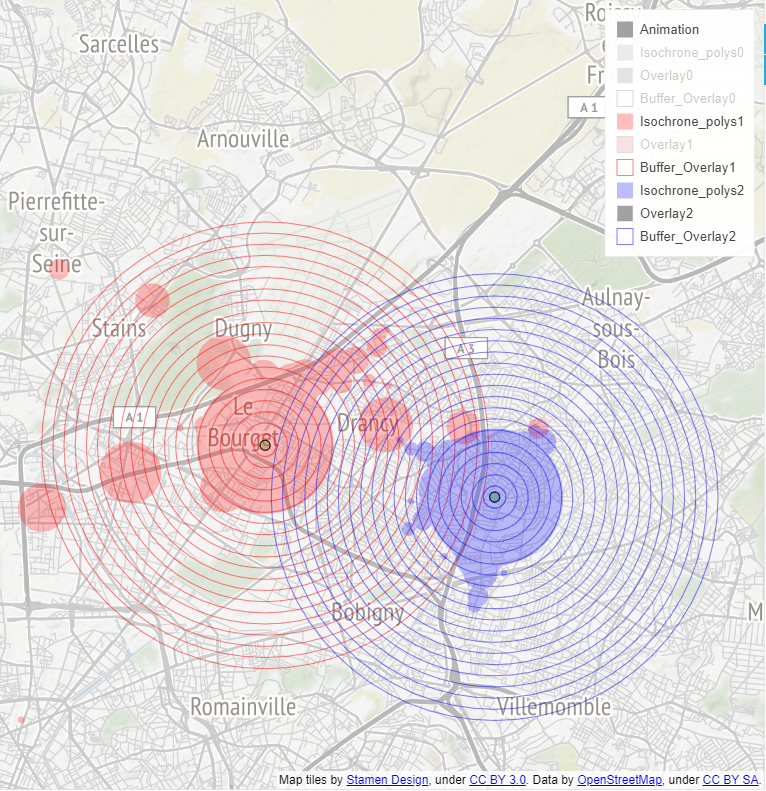 Roissy
e
Fra
Sarcelles
Arnouville
A 1
Pierrefitte-
sur-
Seine
Stains
Dugny
Aulnay-
sous-
Bois
A 3
A 1
Le
Bourget
Drancy
Bobigny
M
Romainville
Villemomble
Animation
Isochrone_polys0
Overlay0
Buffer_Overlay0
Isochrone_polys1
Overlay1
Buffer_Overlay1
Isochrone_polys2
Overlay2
Buffer_Overlay2
Map tiles by Stamen Design, under CC BY 3.0. Data by OpenStreetMap, under CC BY SA.